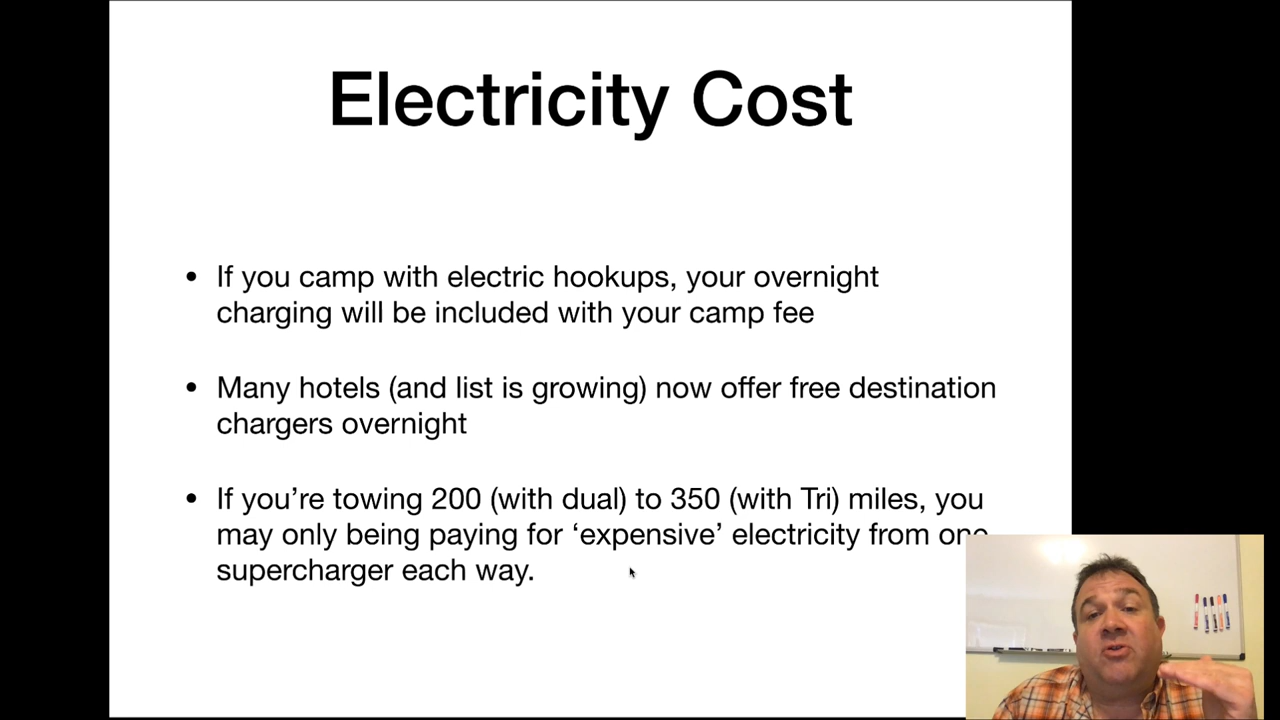 Electricity Cost
• If you camp with electric hookups, your overnight
charging will be included with your camp fee
• Many hotels (and list is growing) now offer free destination
chargers overnight
• If you’re towing 200 (with dual) to 350 (with Tri) miles, you
may only being paying for ‘expensive’ electricity from one
supercharger each way.